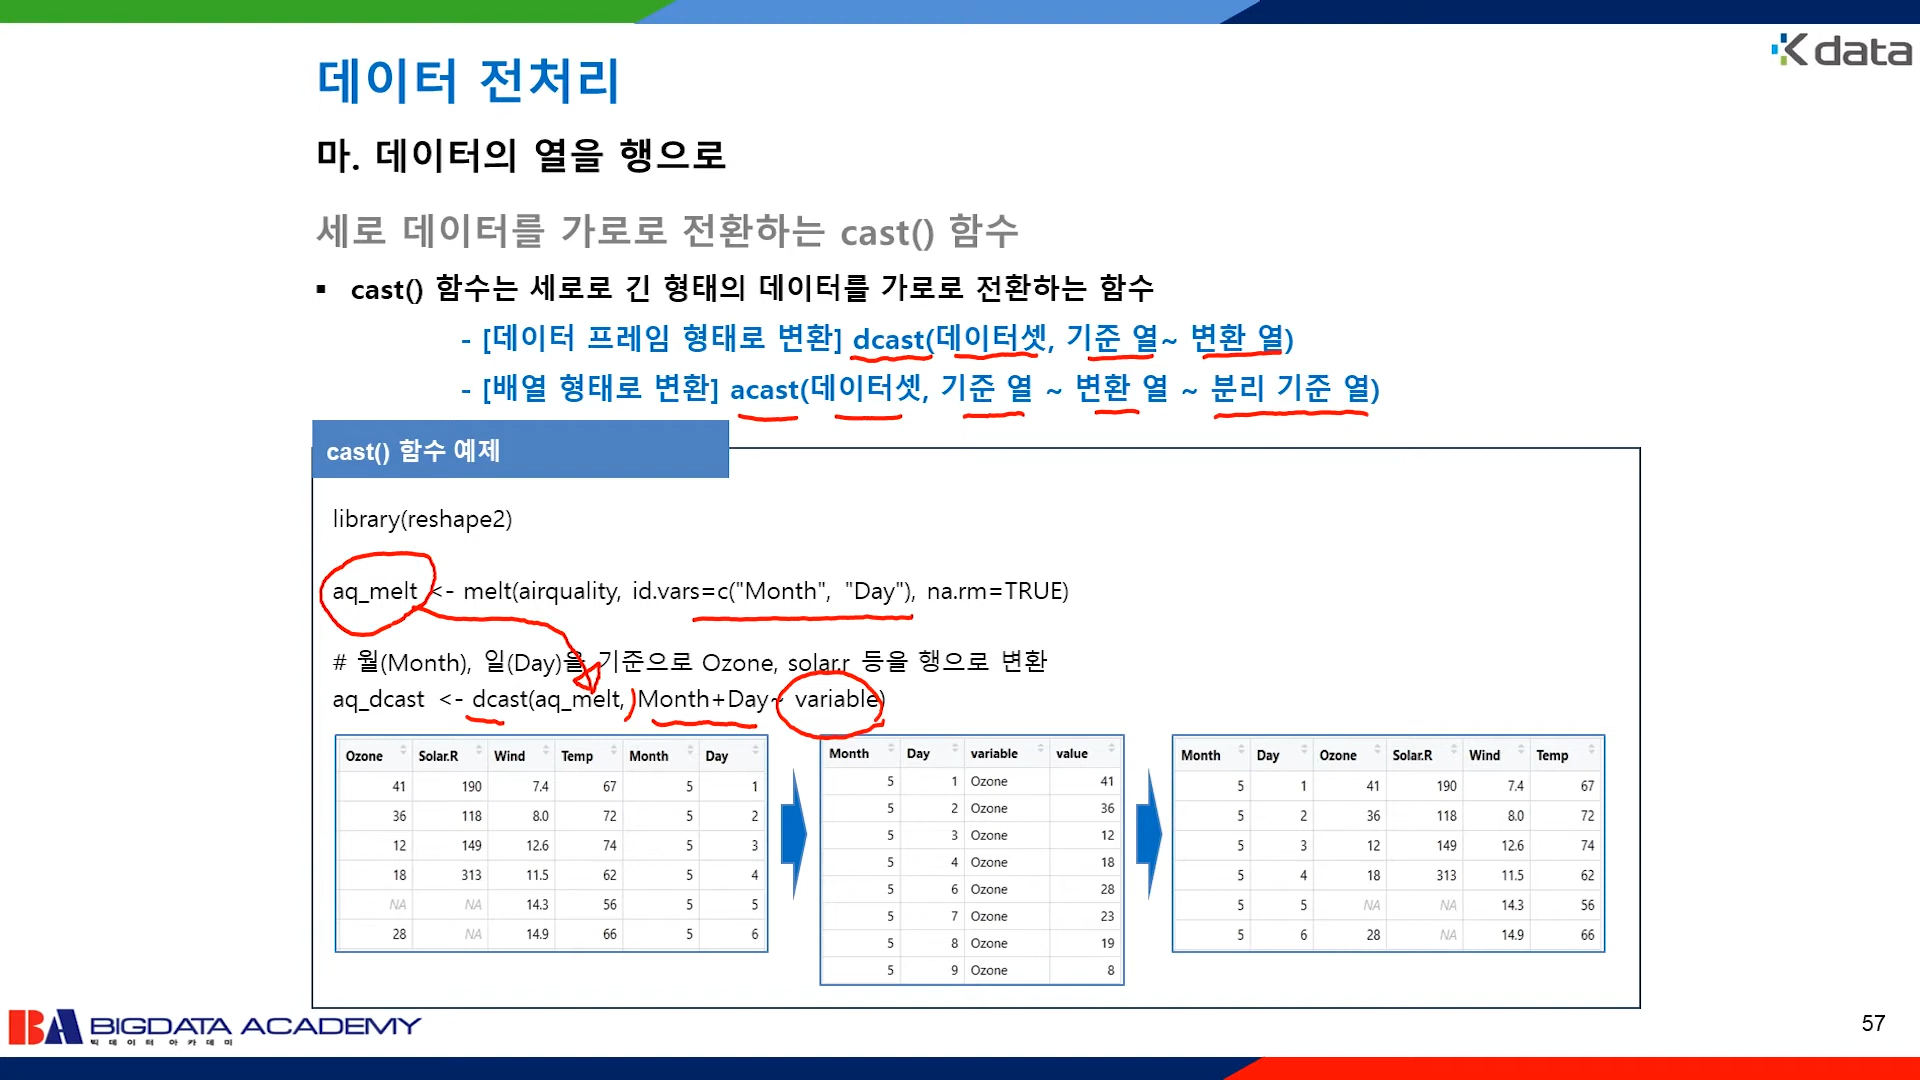 K data
데이터 전처리
마. 데이터의 열을 행으로
세로 데이터를 가로로 전환하는 cast() 함수
▪ cast() 함수는 세로로 긴 형태의 데이터를 가로로 전환하는 함수
- [데이터 프레임 형태로 변환] dcast(데이터셋, 기준 열~ 변환 열)
- [배열 형태로 변환] acast(데이터셋, 기준 열 ~ 변환 열 ~ 분리 기준 열)
cast() 함수 예제
library(reshape2)
aq_melt <- melt(airquality, id.vars=c("Month", "Day"), na.rm=TRUE)
# 월(Month), 일(Day)을 기준으로 Ozone, solar.r 등을 행으로 변환
aq_dcast <- dcast(aq_melt, Month+Day~ variable)
Ozone Solar.R Wind Temp Month Day
41 190 7.4 67 5 1
36 118 8.0 72 5 2
12 149 12.6 74 5 3
18 313 11.5 62 5 4
NA NA 14.3 56 5 5
28 NA 14.9 66 5 6
Month Day variable value
5 1 Ozone 41
5 2 Ozone 36
5 3 Ozone 12
5 4 Ozone 18
5 6 Ozone 28
5 7 Ozone 23
5 8 Ozone 19
5 9 Ozone 8
Month Day Ozone Solar.R Wind Temp
5 1 41 190 7.4 67
5 2 36 118 8.0 72
5 3 12 149 12.6 74
5 4 18 313 11.5 62
5 5 NA NA 14.3 56
5 6 28 NA 14.9 66
BA BIGDATA ACADEMY
빅데이터아카데미
57